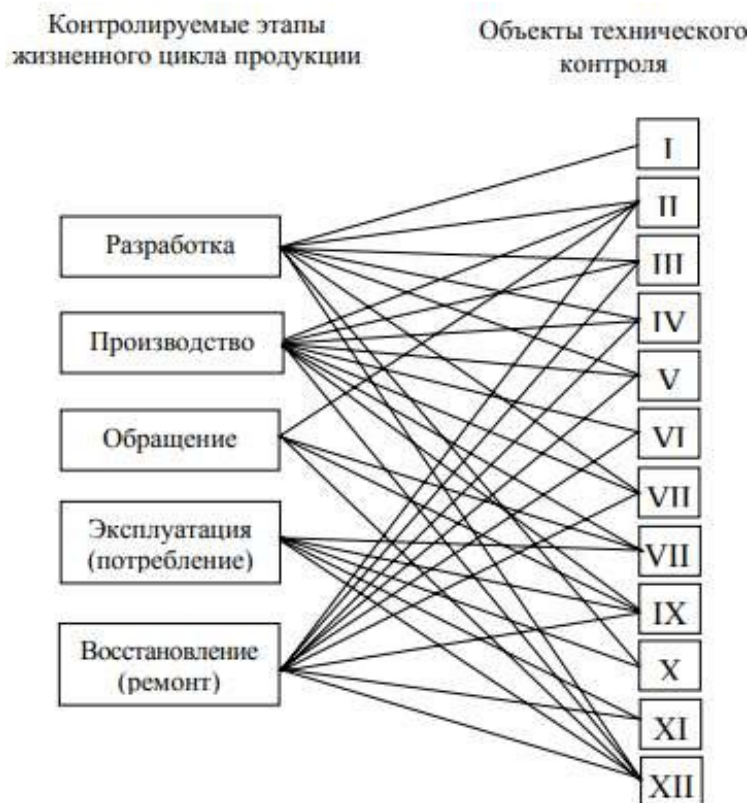 Контролируемые этапы
жизненного цикла продукции
Объекты технического
контроля
Разработка
Производство
Обращение
Эксплуатация
(потребление)
Восстановление
(ремонт)
I
II
III
IV
V
VI
VII
VII
IX
X
XI
XII